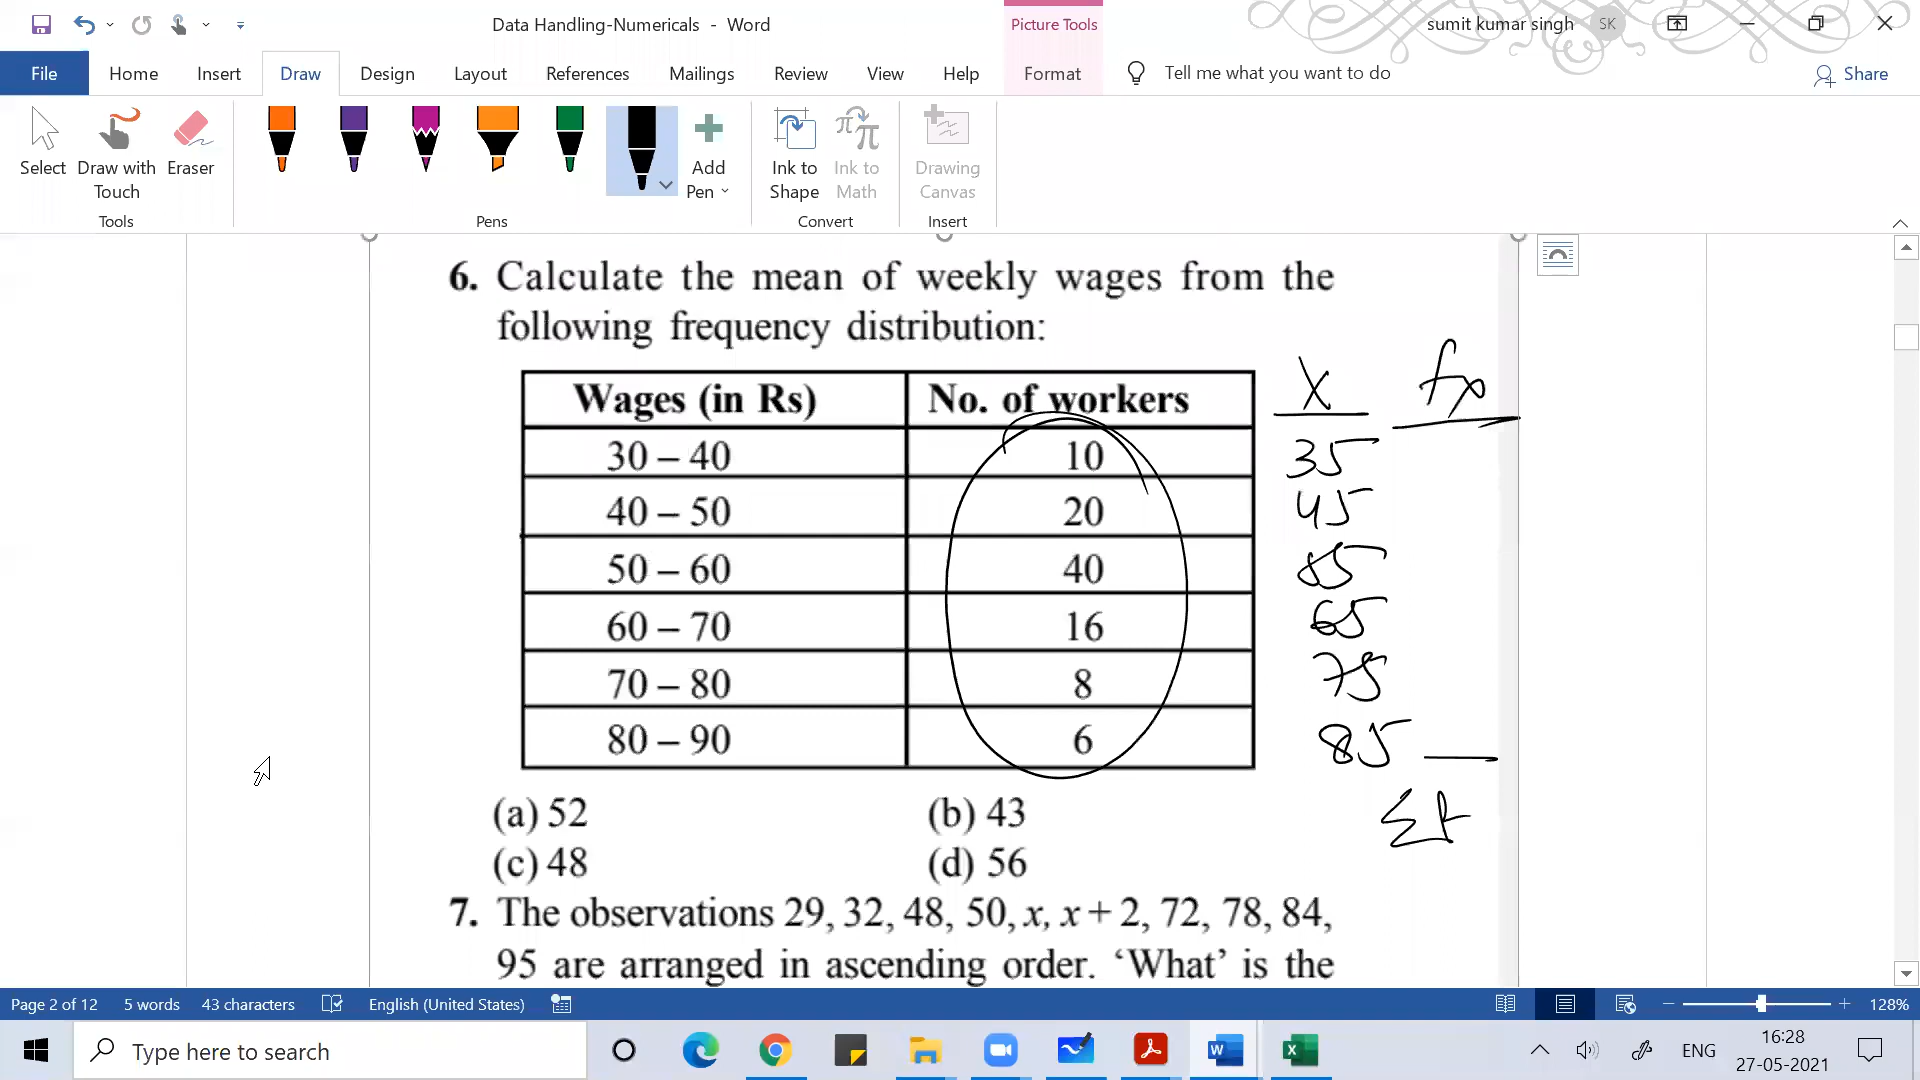 Data Handling-Numericals - Word
Picture Tools
sumit kumar singh SK
File Home Insert Draw Design Layout References Mailings Review View Help Format Tell me what you want to do Share
Select Draw with Touch Eraser
Add Pen
Ink to Shape Ink to Math Drawing Canvas
Tools Pens Convert Insert
6. Calculate the mean of weekly wages from the
following frequency distribution:
Wages (in Rs) No. of workers x fx
30 – 40 10 35
40 – 50 20 45
50 – 60 40 55
60 – 70 16 65
70 – 80 8 75
80 – 90 6 85
Σf
(a) 52 (b) 43
(c) 48 (d) 56
7. The observations 29, 32, 48, 50, x, x + 2, 72, 78, 84,
95 are arranged in ascending order. ‘What’ is the
Page 2 of 12 5 words 43 characters English (United States) 128%
Type here to search
ENG
16:28
27-05-2021